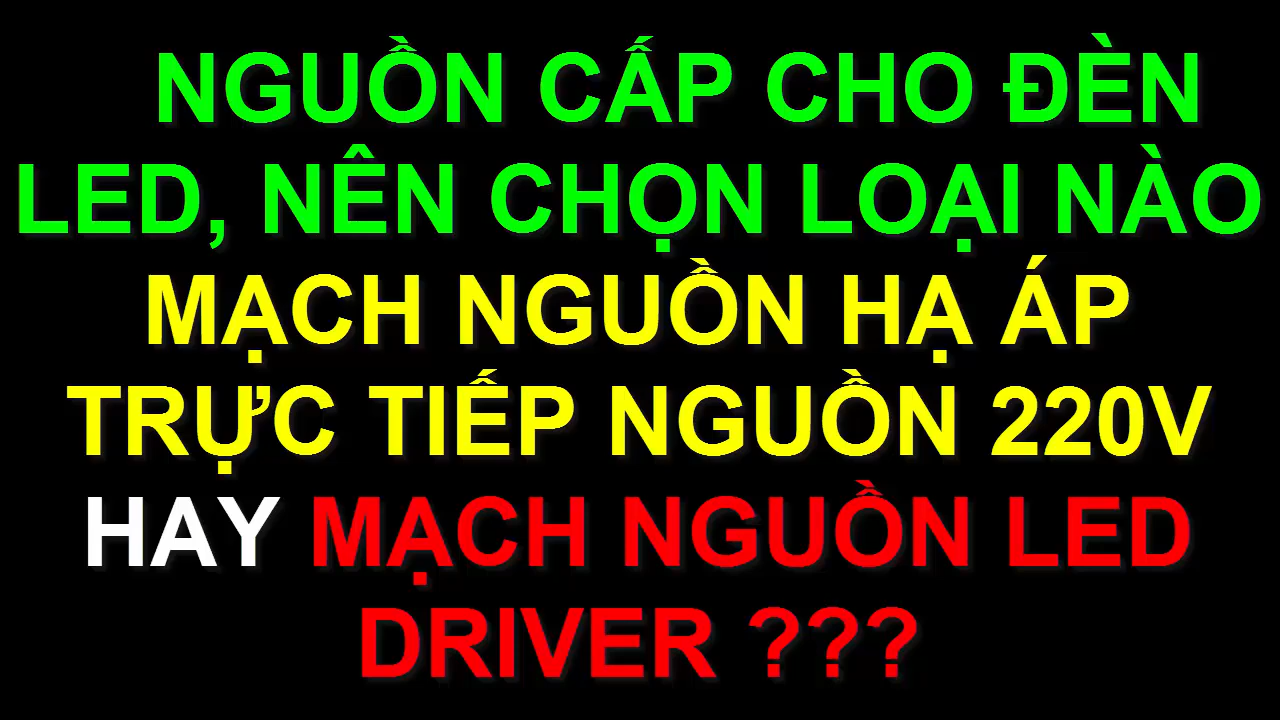 NGUỒN CẤP CHO ĐÈN
LED, NÊN CHỌN LOẠI NÀO
MẠCH NGUỒN HẠ ÁP
TRỰC TIẾP NGUỒN 220V
HAY MẠCH NGUỒN LED
DRIVER ???